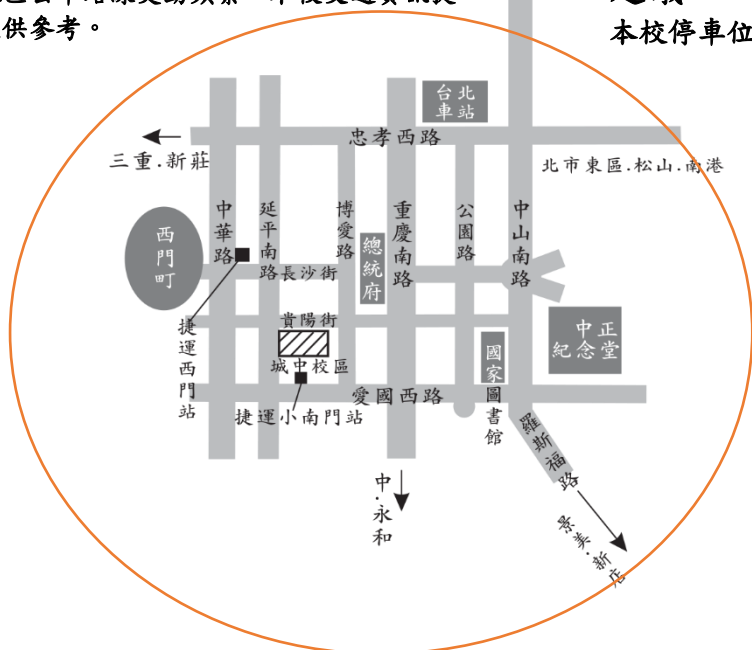 供參考。
本校停車位
台北
車站
忠孝西路
三重.新莊
北市東區.松山.南港
中華路
延平南路
博愛路
重慶南路
公園路
中山南路
西門町
總統府
長沙街
貴陽街
中正
紀念堂
國家圖書館
城中校區
捷運西門站
愛國西路
捷運小南門站
羅斯福路
中.永和
景美.新店